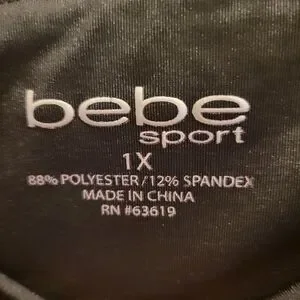 bebe
sport
1X
88% POLYESTER/12% SPANDEX
MADE IN CHINA
RN #63619